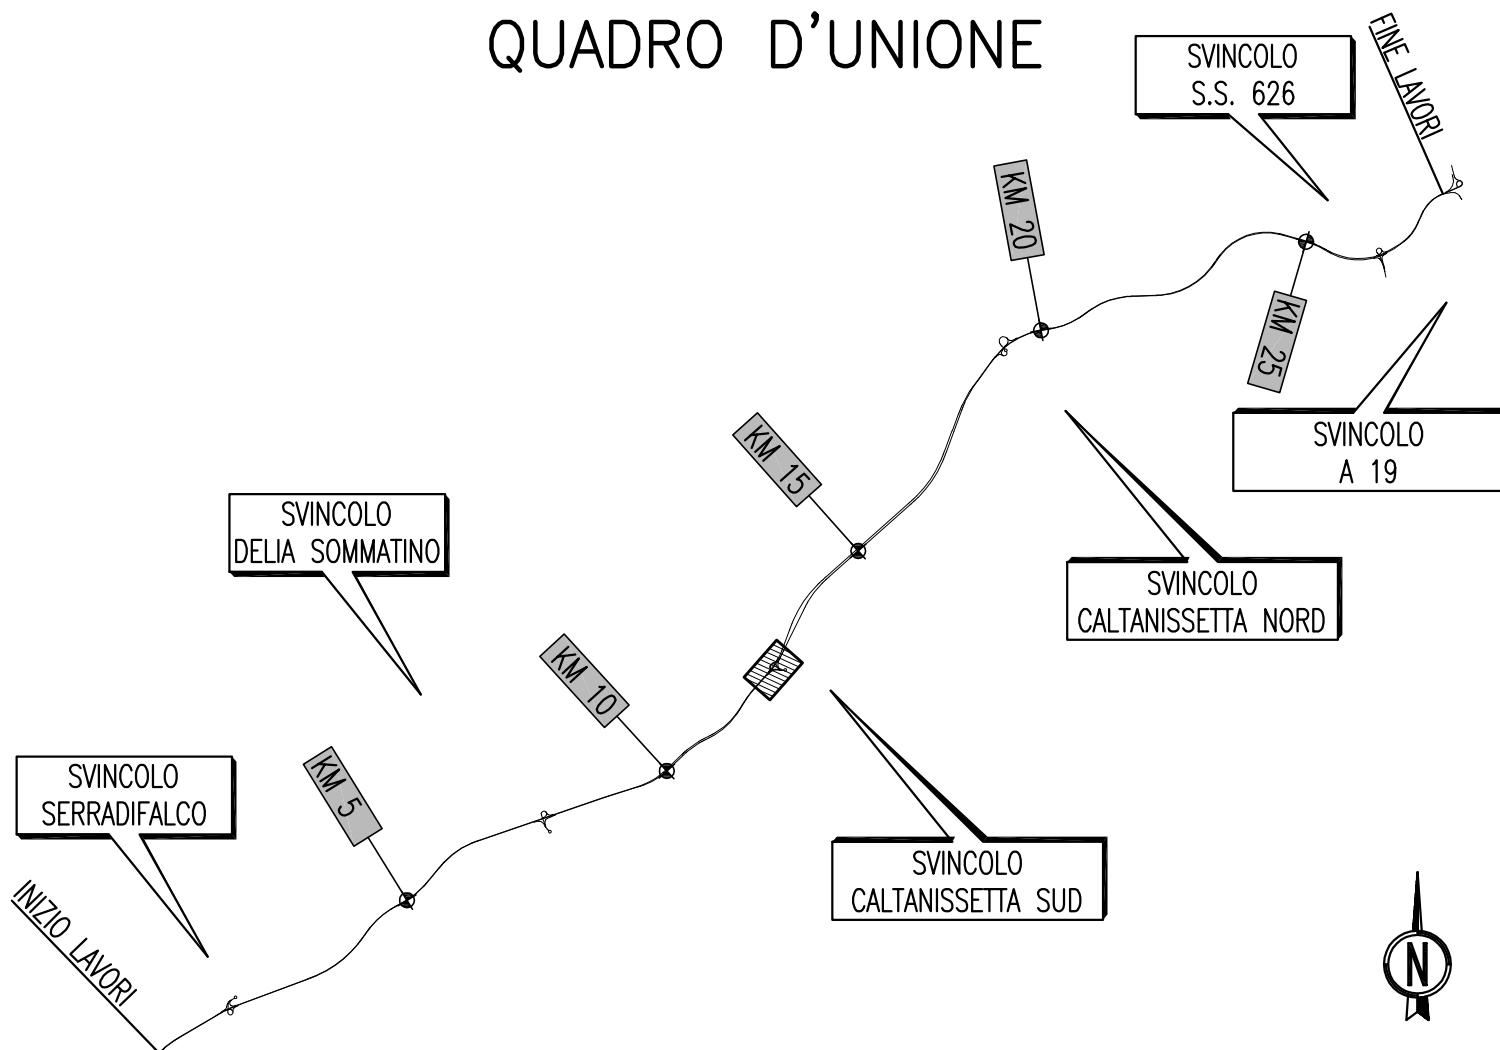 QUADRO D'UNIONE
SVINCOLO
S.S. 626
FINE LAVORI
KM 20
KM 25
SVINCOLO
A 19
KM 15
SVINCOLO
DELIA SOMMATINO
SVINCOLO
CALTANISSETTA NORD
KM 10
KM 5
SVINCOLO
SERRADIFALCO
SVINCOLO
CALTANISSETTA SUD
INIZIO LAVORI
N